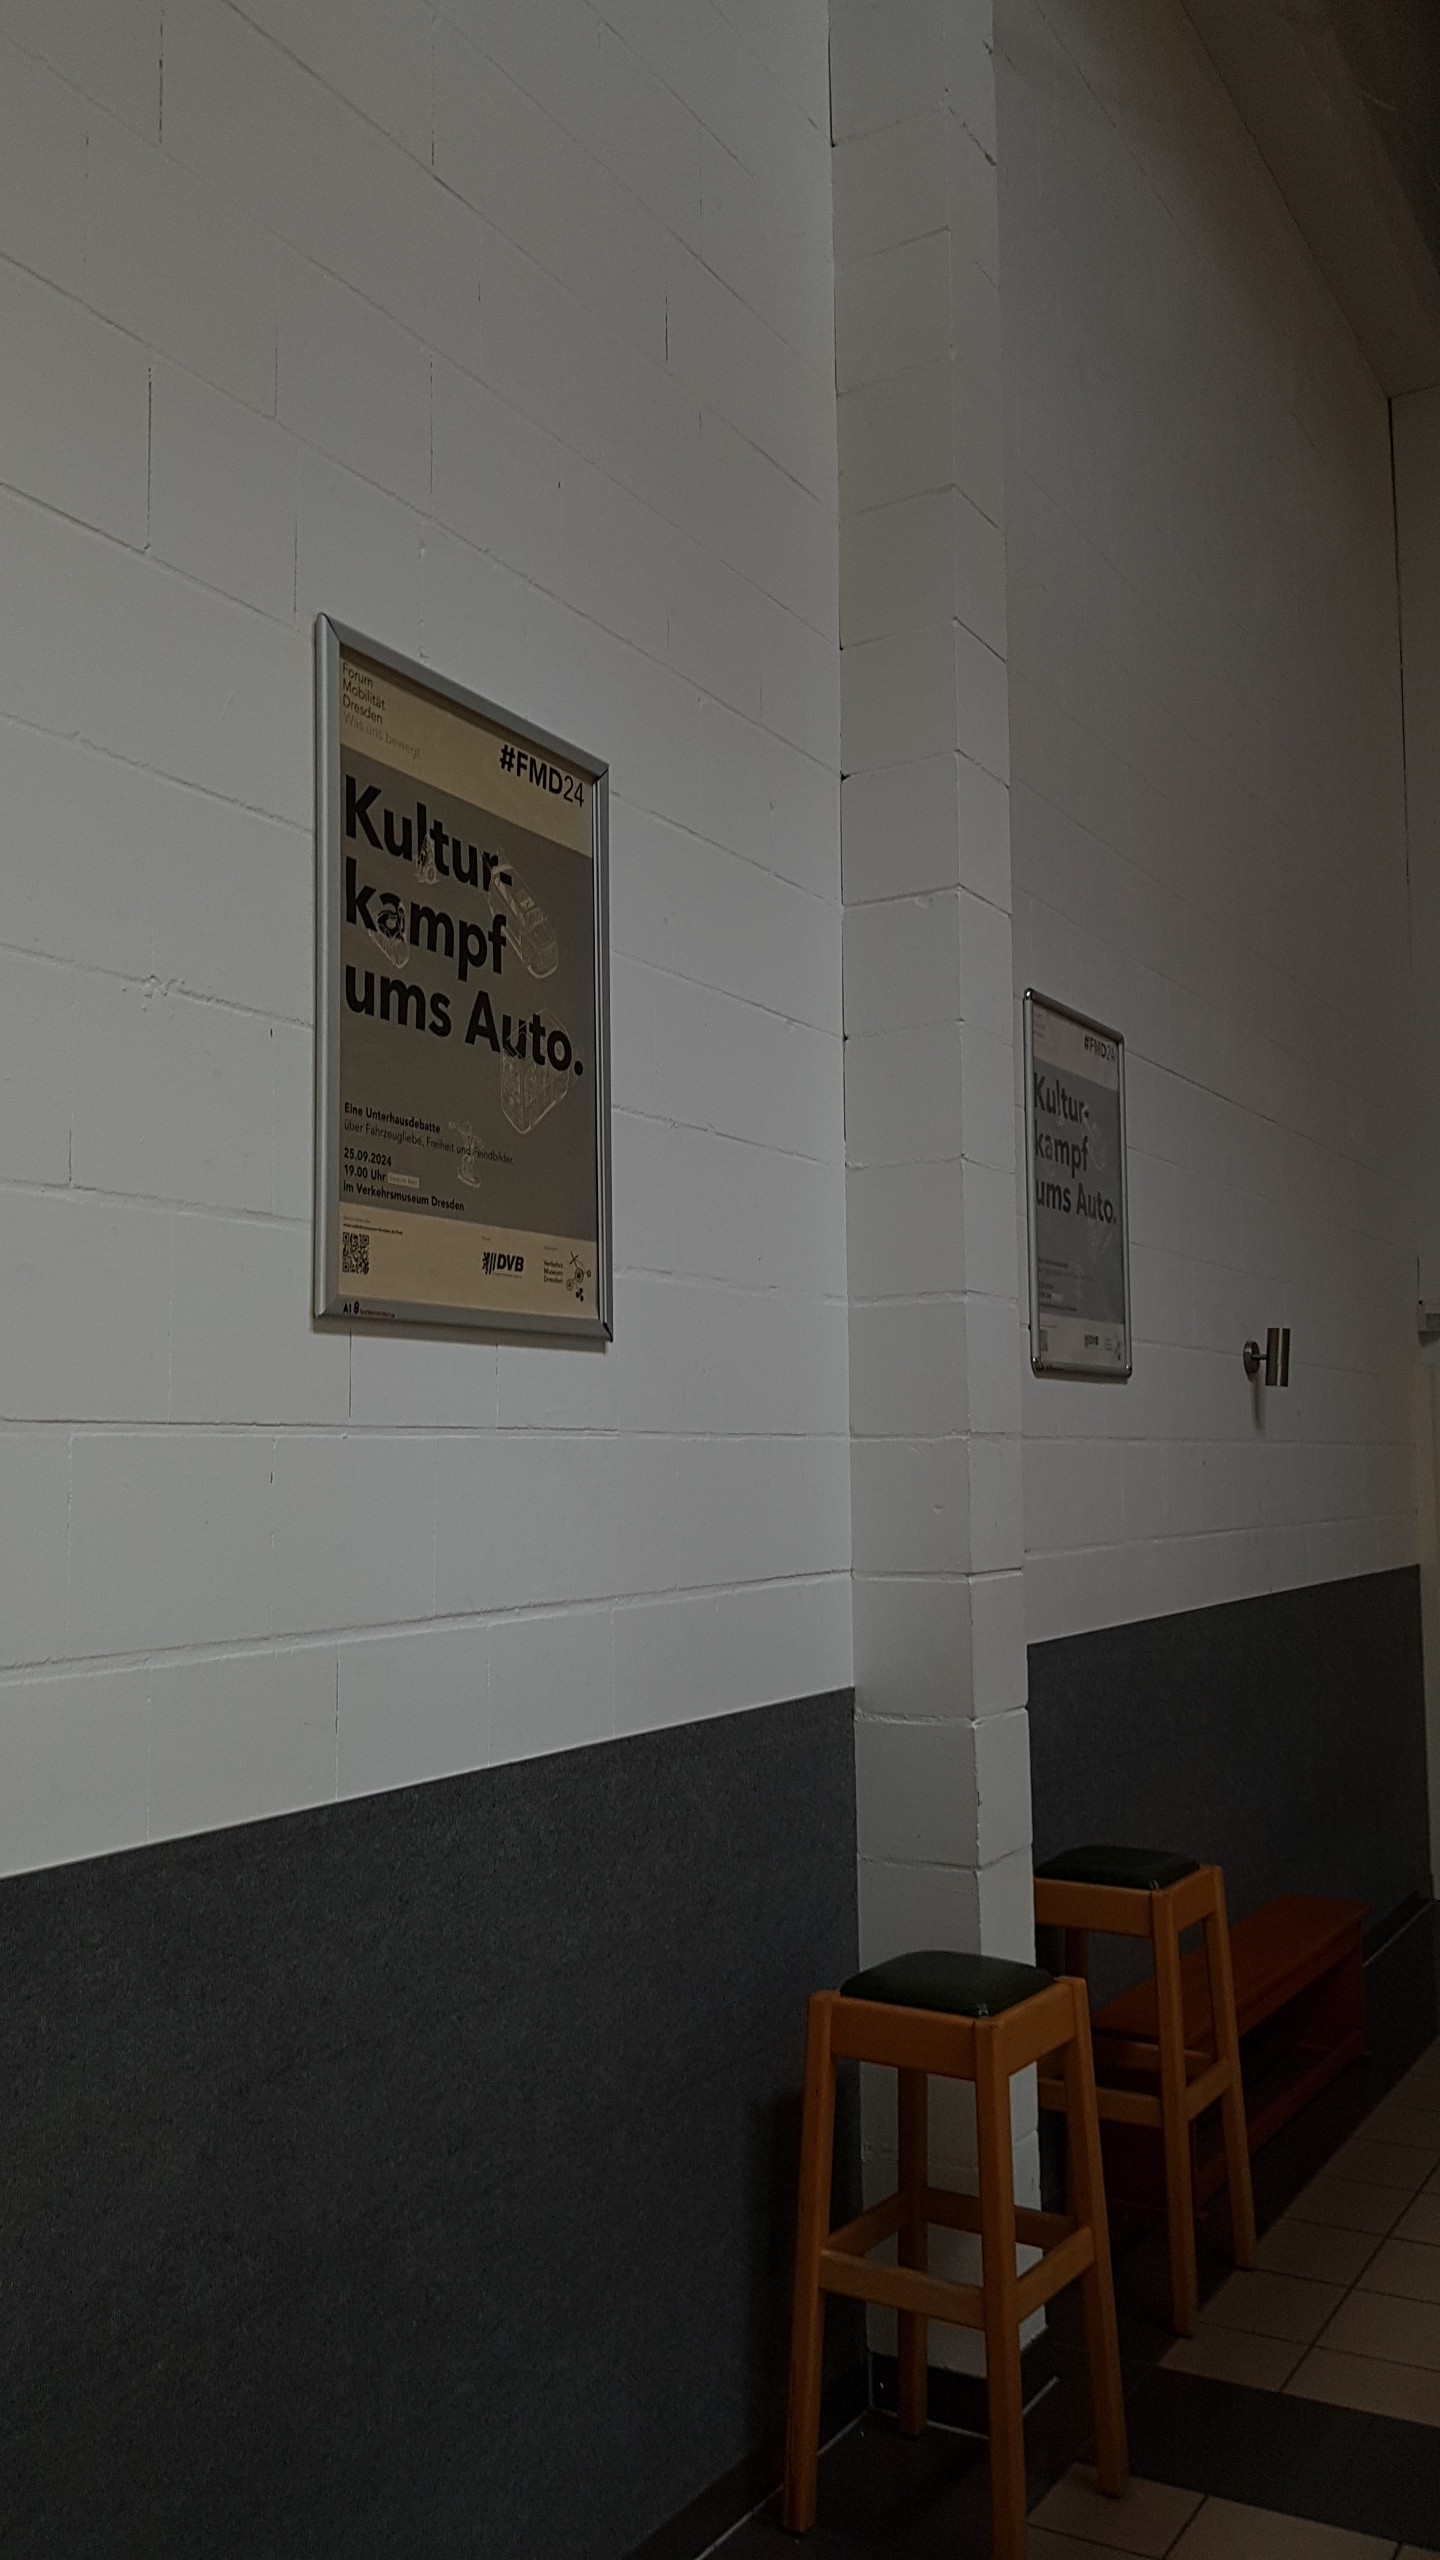 Forum
Mobilität
Dresden
Was uns bewegt
#FMD24
Kultur-
kampf
ums Auto.
Eine Unterhausdebatte
über Fahrzeugliebe, Freiheit und Feindbilder.
25.09.2024
19.00 Uhr
im Verkehrsmuseum Dresden
DVB
Verkehrs
Museum
Dresden
#FMD24
Kultur-
kampf
ums Auto.
DVB